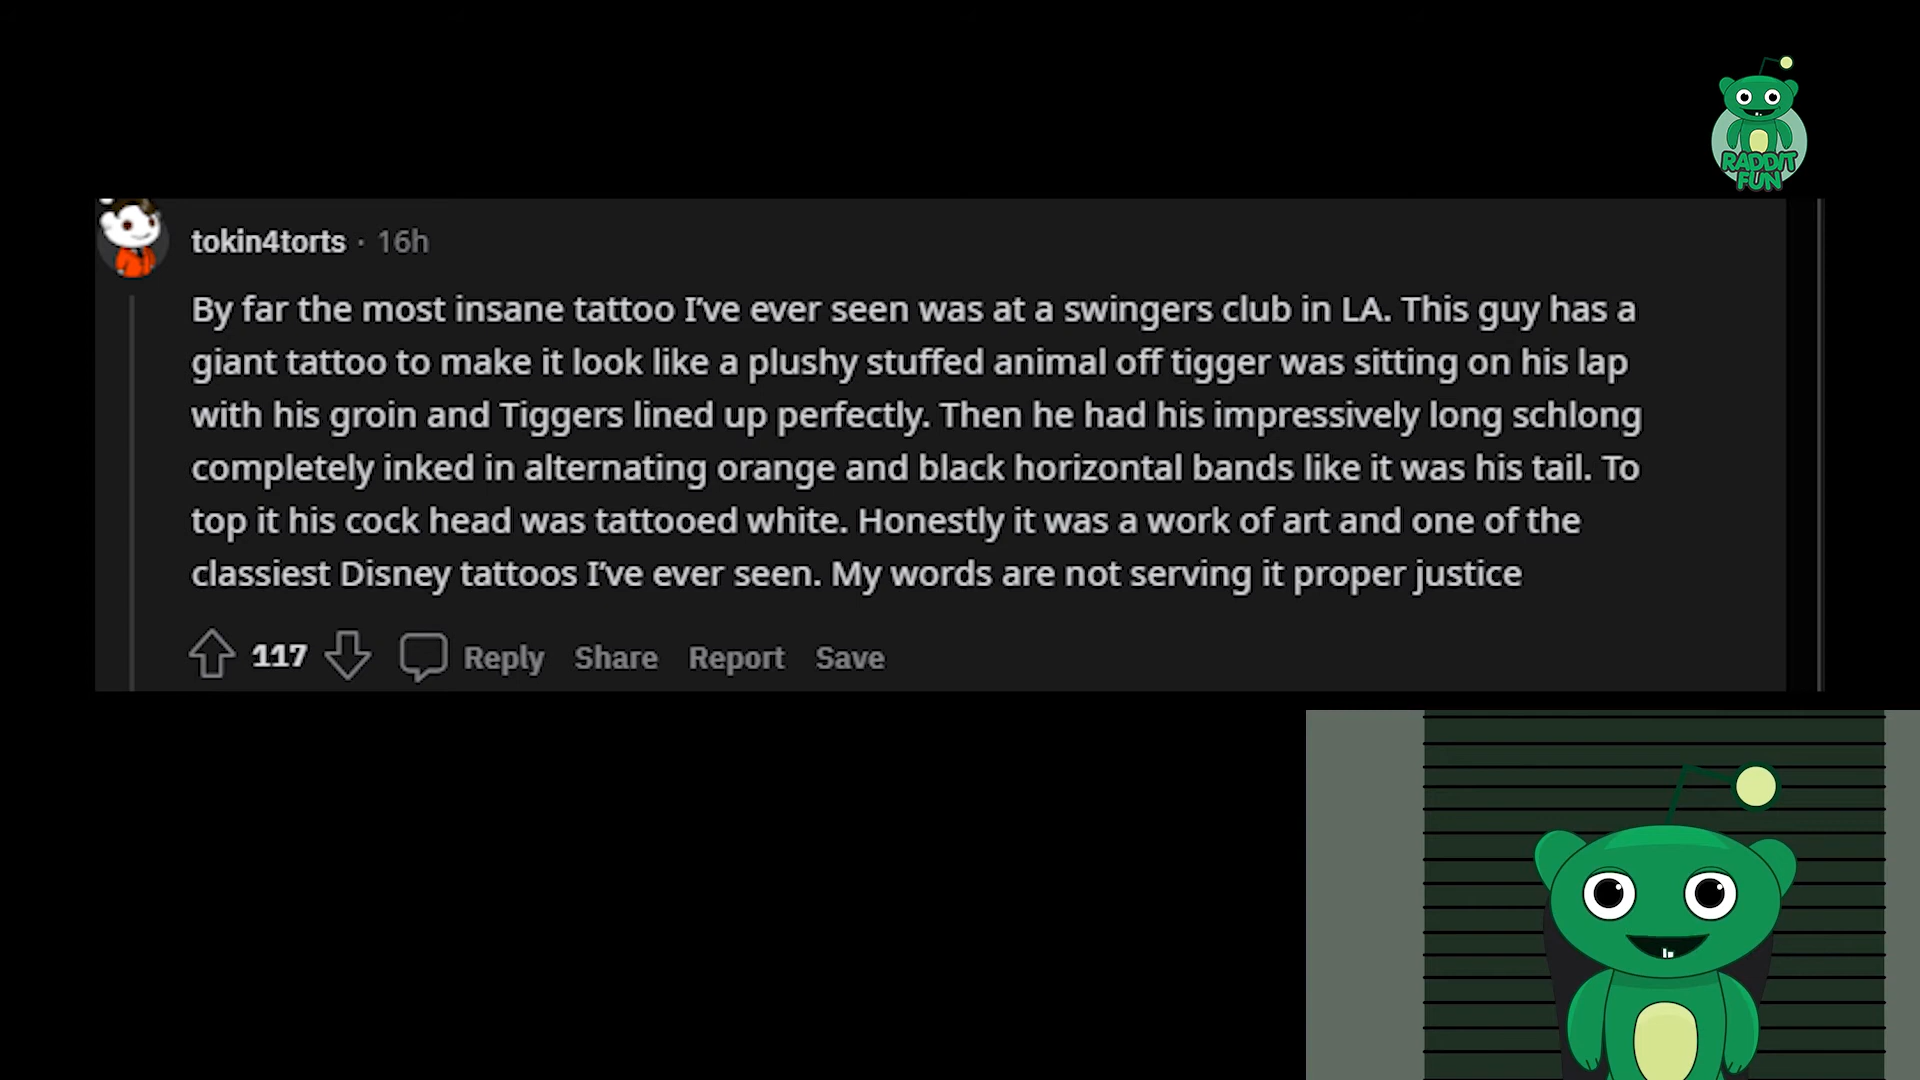 RADDIT
FUN
tokin4torts · 16h
By far the most insane tattoo I’ve ever seen was at a swingers club in LA. This guy has a
giant tattoo to make it look like a plushy stuffed animal off tigger was sitting on his lap
with his groin and Tiggers lined up perfectly. Then he had his impressively long schlong
completely inked in alternating orange and black horizontal bands like it was his tail. To
top it his cock head was tattooed white. Honestly it was a work of art and one of the
classiest Disney tattoos I’ve ever seen. My words are not serving it proper justice
117 Reply Share Report Save